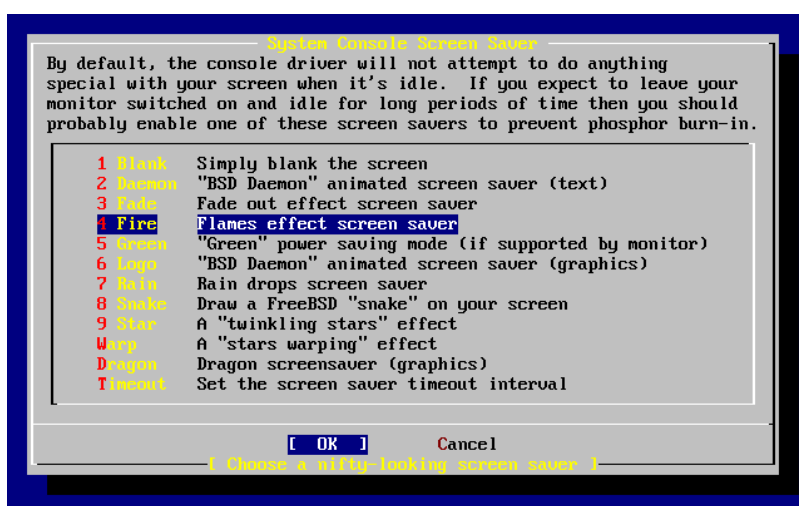 System Console Screen Saver
By default, the console driver will not attempt to do anything
special with your screen when it's idle.  If you expect to leave your
monitor switched on and idle for long periods of time then you should
probably enable one of these screen savers to prevent phosphor burn-in.
1 Blank    Simply blank the screen
2 Daemon   "BSD Daemon" animated screen saver (text)
3 Fade     Fade out effect screen saver
4 Fire     Flames effect screen saver
5 Green    "Green" power saving mode (if supported by monitor)
6 Logo     "BSD Daemon" animated screen saver (graphics)
7 Rain     Rain drops screen saver
8 Snake    Draw a FreeBSD "snake" on your screen
9 Star     A "twinkling stars" effect
Warp       A "stars warping" effect
Dragon     Dragon screensaver (graphics)
Timeout    Set the screen saver timeout interval
[  OK  ]       Cancel
[ Choose a nifty-looking screen saver ]